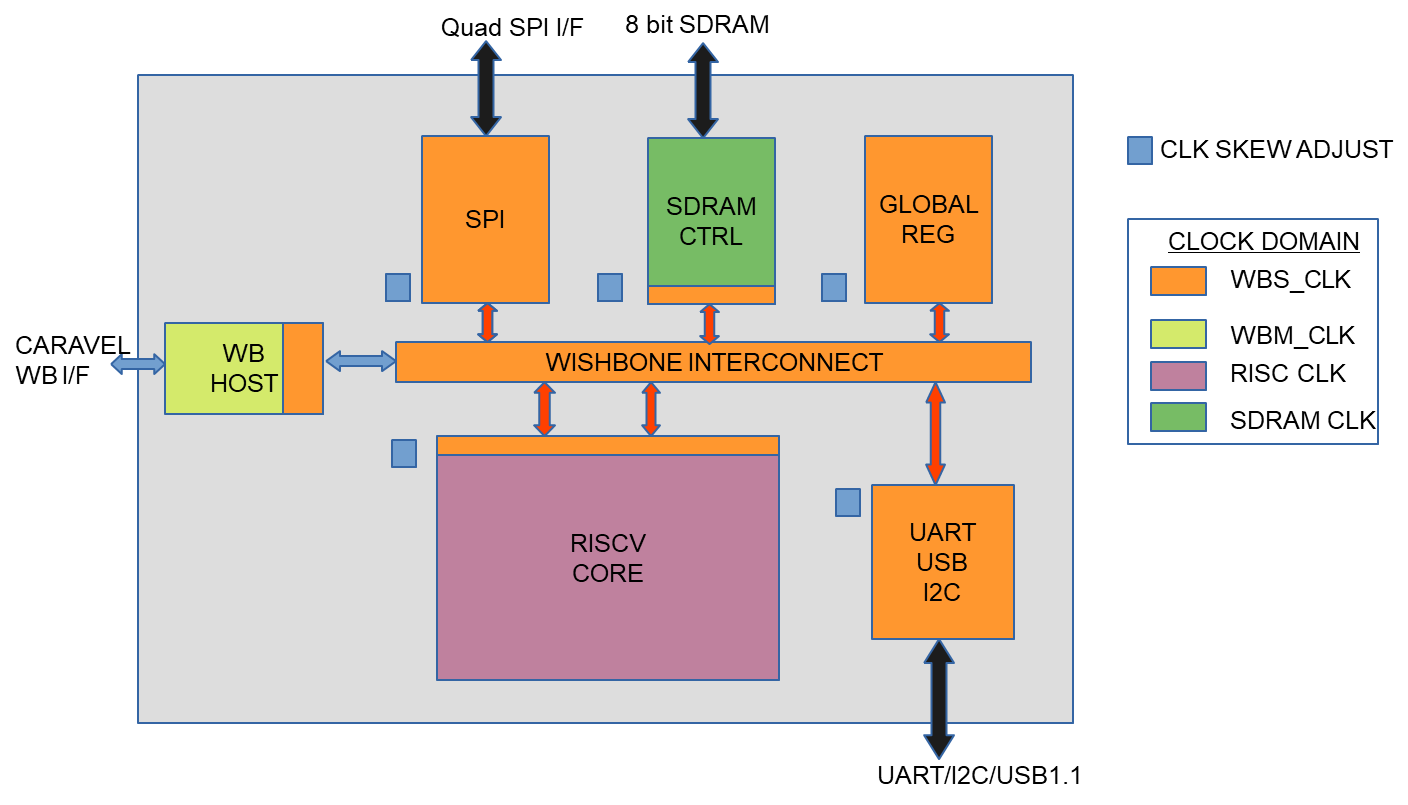 Quad SPI I/F
8 bit SDRAM
CLK SKEW ADJUST
SPI
SDRAM
CTRL
GLOBAL
REG
CLOCK DOMAIN
WBS_CLK
WBM_CLK
RISC CLK
SDRAM CLK
CARAVEL
WB I/F
WB
HOST
WISHBONE INTERCONNECT
RISCV
CORE
UART
USB
I2C
UART/I2C/USB1.1